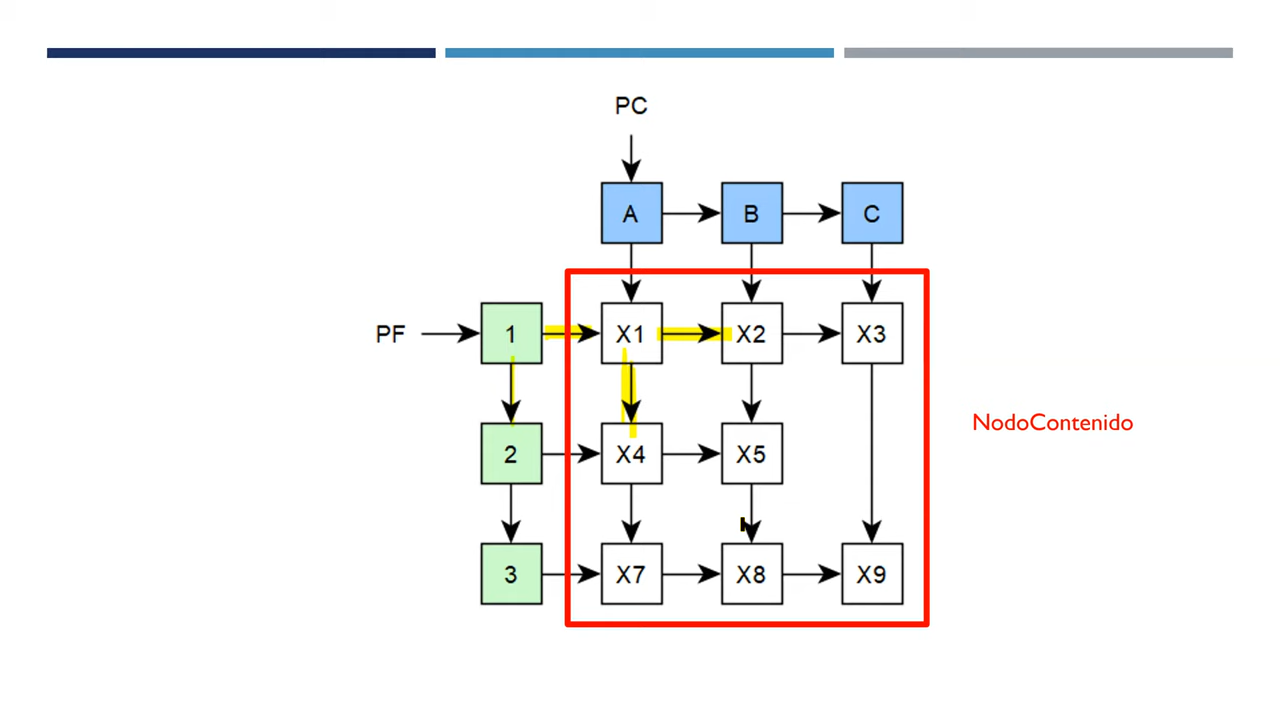 PC
A B C
PF 1 X1 X2 X3
NodoContenido
2 X4 X5
3 X7 X8 X9